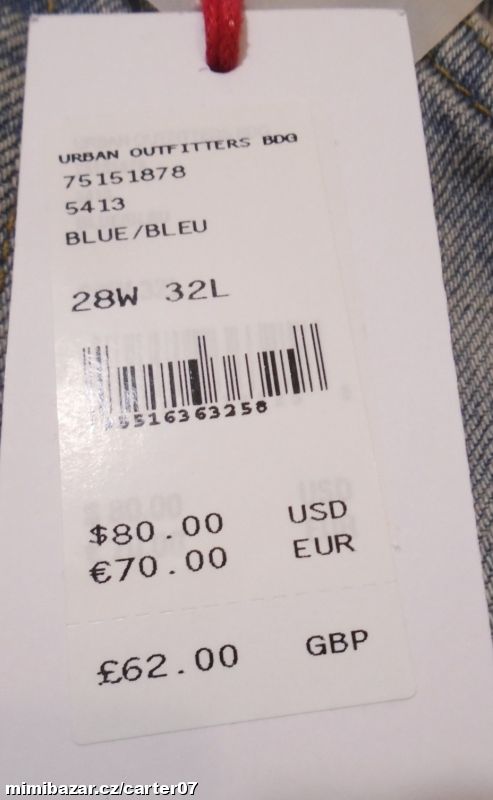 URBAN OUTFITTERS BDG
75151878
5413
BLUE/BLEU
28W 32L
5516363258
$80.00 USD
€70.00 EUR
£62.00 GBP
mimibazar.cz/carter07